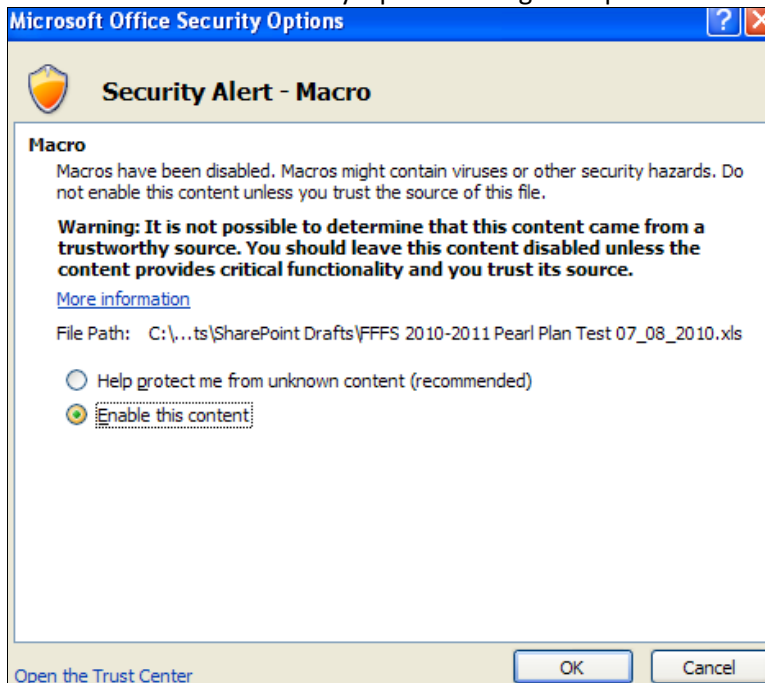 Microsoft Office Security Options
Security Alert - Macro
Macro
Macros have been disabled. Macros might contain viruses or other security hazards. Do
not enable this content unless you trust the source of this file.
Warning: It is not possible to determine that this content came from a
trustworthy source. You should leave this content disabled unless the
content provides critical functionality and you trust its source.
More information
File Path: C:\...ts\SharePoint Drafts\FFFS 2010-2011 Pearl Plan Test 07_08_2010.xls
Help protect me from unknown content (recommended)
Enable this content
Open the Trust Center
OK
Cancel